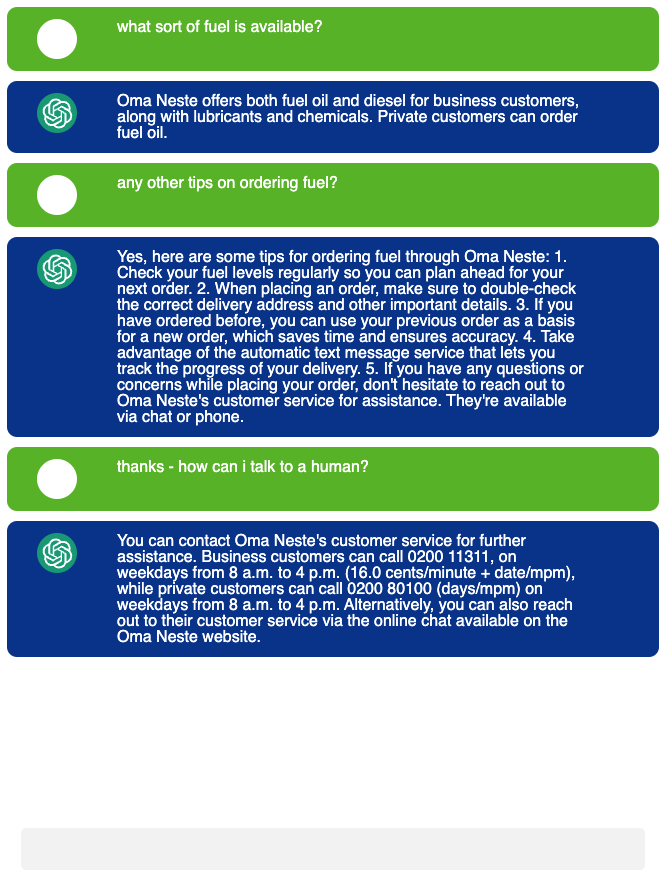 what sort of fuel is available?
Oma Neste offers both fuel oil and diesel for business customers,
along with lubricants and chemicals. Private customers can order
fuel oil.
any other tips on ordering fuel?
Yes, here are some tips for ordering fuel through Oma Neste: 1.
Check your fuel levels regularly so you can plan ahead for your
next order. 2. When placing an order, make sure to double-check
the correct delivery address and other important details. 3. If you
have ordered before, you can use your previous order as a basis
for a new order, which saves time and ensures accuracy. 4. Take
advantage of the automatic text message service that lets you
track the progress of your delivery. 5. If you have any questions or
concerns while placing your order, don't hesitate to reach out to
Oma Neste's customer service for assistance. They're available
via chat or phone.
thanks - how can i talk to a human?
You can contact Oma Neste's customer service for further
assistance. Business customers can call 0200 11311, on
weekdays from 8 a.m. to 4 p.m. (16.0 cents/minute + date/mpm),
while private customers can call 0200 80100 (days/mpm) on
weekdays from 8 a.m. to 4 p.m. Alternatively, you can also reach
out to their customer service via the online chat available on the
Oma Neste website.